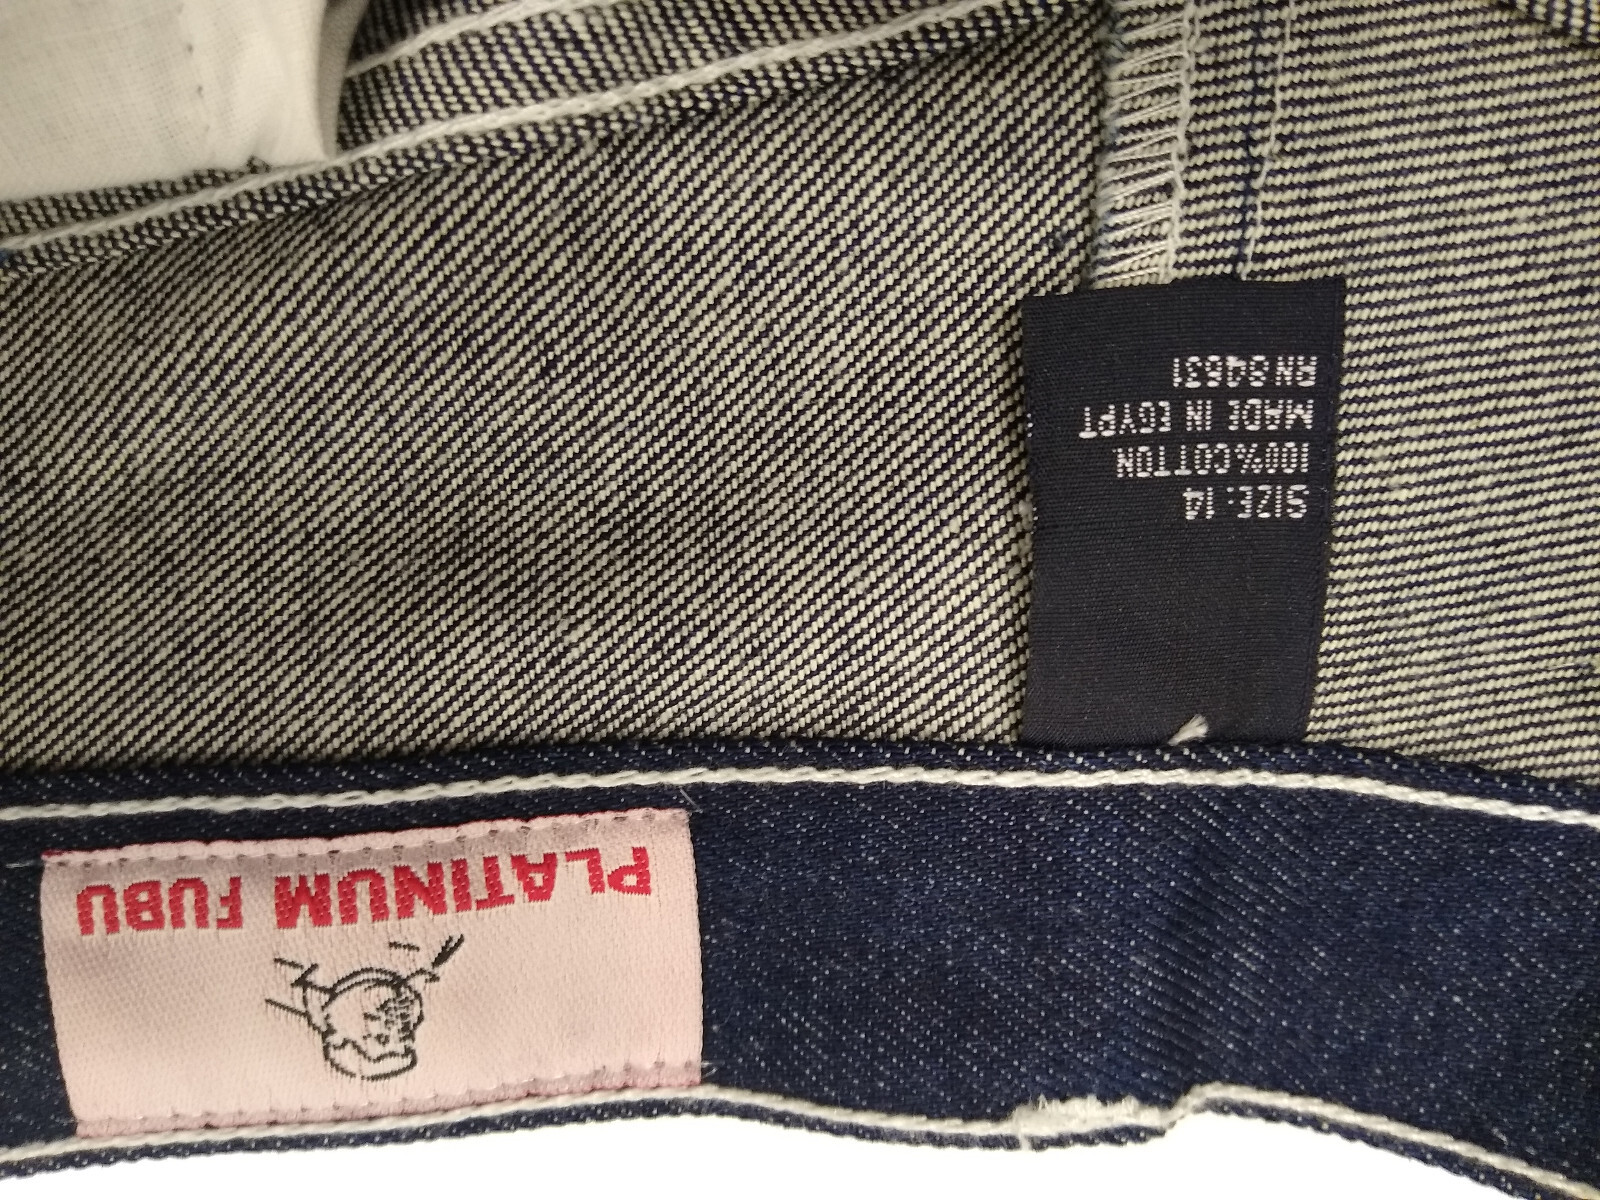 PLATINUM FUBU
SIZE: 14
100% COTTON
MADE IN EGYPT
RN 84631